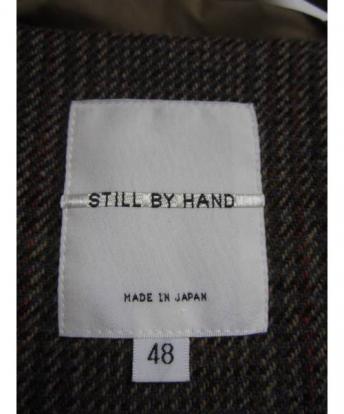 STILL BY HAND
MADE IN JAPAN
48